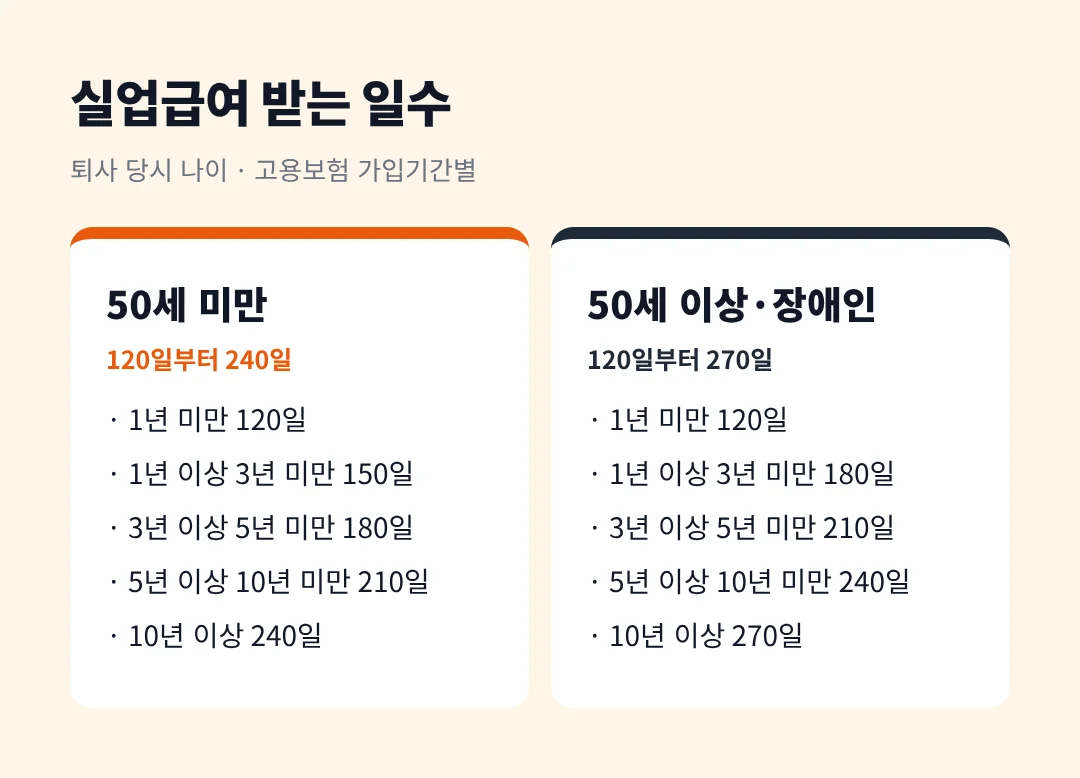 실업급여 받는 일수
퇴사 당시 나이 · 고용보험 가입기간별
50세 미만
120일부터 240일
· 1년 미만 120일
· 1년 이상 3년 미만 150일
· 3년 이상 5년 미만 180일
· 5년 이상 10년 미만 210일
· 10년 이상 240일
50세 이상·장애인
120일부터 270일
· 1년 미만 120일
· 1년 이상 3년 미만 180일
· 3년 이상 5년 미만 210일
· 5년 이상 10년 미만 240일
· 10년 이상 270일